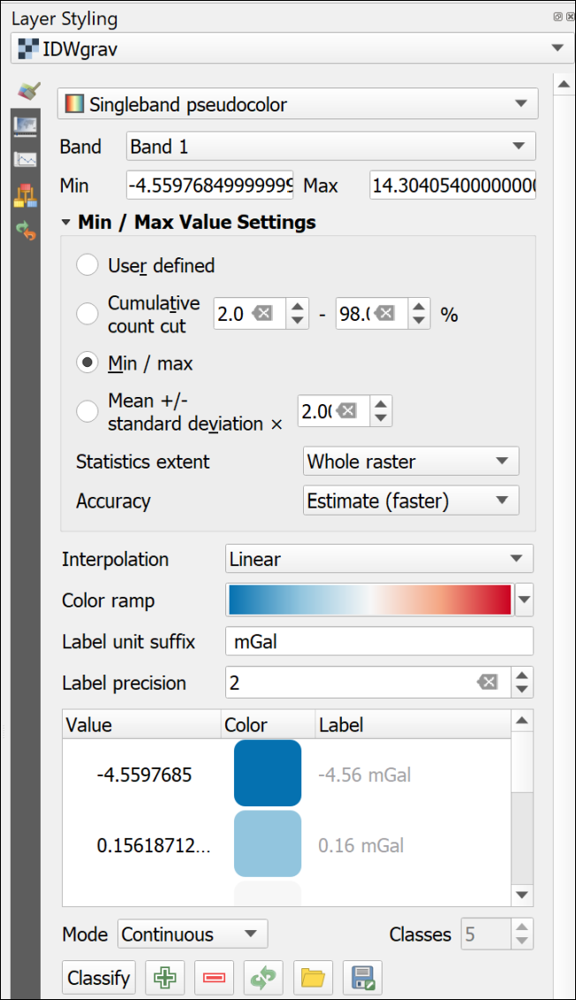 Layer Styling
IDWgrav
Singleband pseudocolor
Band Band 1
Min -4.55976849999999 Max 14.3040540000000
Min / Max Value Settings
User defined
Cumulative
count cut 2.0 - 98.0 %
Min / max
Mean +/-
standard deviation × 2.00
Statistics extent Whole raster
Accuracy Estimate (faster)
Interpolation Linear
Color ramp
Label unit suffix mGal
Label precision 2
Value Color Label
-4.5597685 -4.56 mGal
0.15618712... 0.16 mGal
Mode Continuous Classes 5
Classify